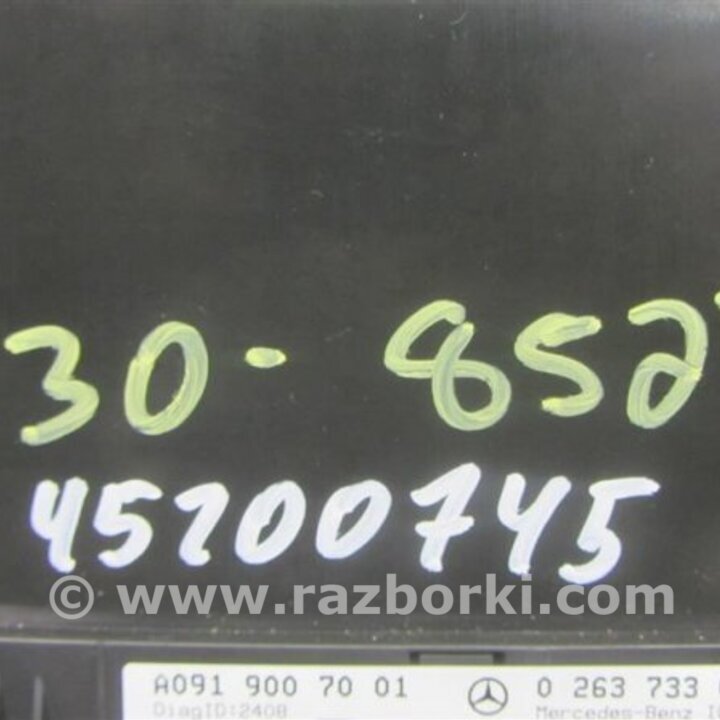 30-852
45200745
© www.razborki.com
A091 900 70 01 0 263 733
DiagID:2408 Mercedes-Benz